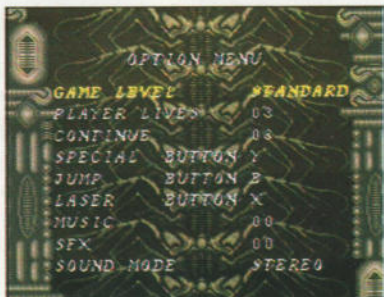 OPTION MENU
GAME LEVEL STANDARD
PLAYER LIVES 03
CONTINUE 03
SPECIAL BUTTON Y
JUMP BUTTON B
LASER BUTTON X
MUSIC 00
SFX 00
SOUND MODE STEREO